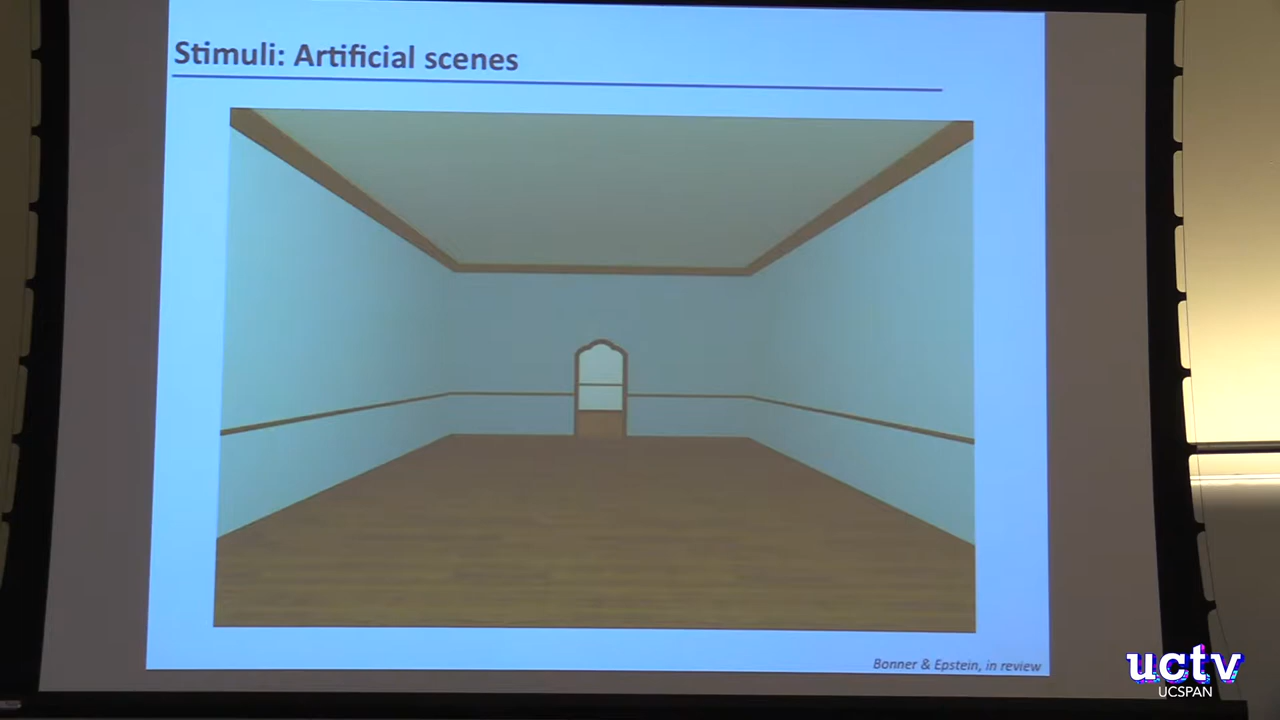 Stimuli: Artificial scenes
Bonner & Epstein, in review
uctv
UCSPAN